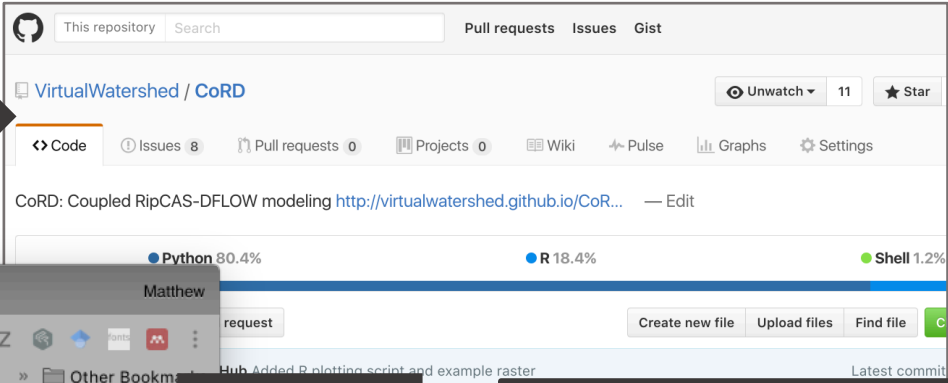 This repository Search Pull requests Issues Gist
VirtualWatershed / CoRD Unwatch 11 Star
Code Issues 8 Pull requests 0 Projects 0 Wiki Pulse Graphs Settings
CoRD: Coupled RipCAS-DFLOW modeling http://virtualwatershed.github.io/CoR... — Edit
Python 80.4% R 18.4% Shell 1.2%
Matthew
request Create new file Upload files Find file
fonts
» Other Bookma
Hub Added R plotting script and example raster Latest commit